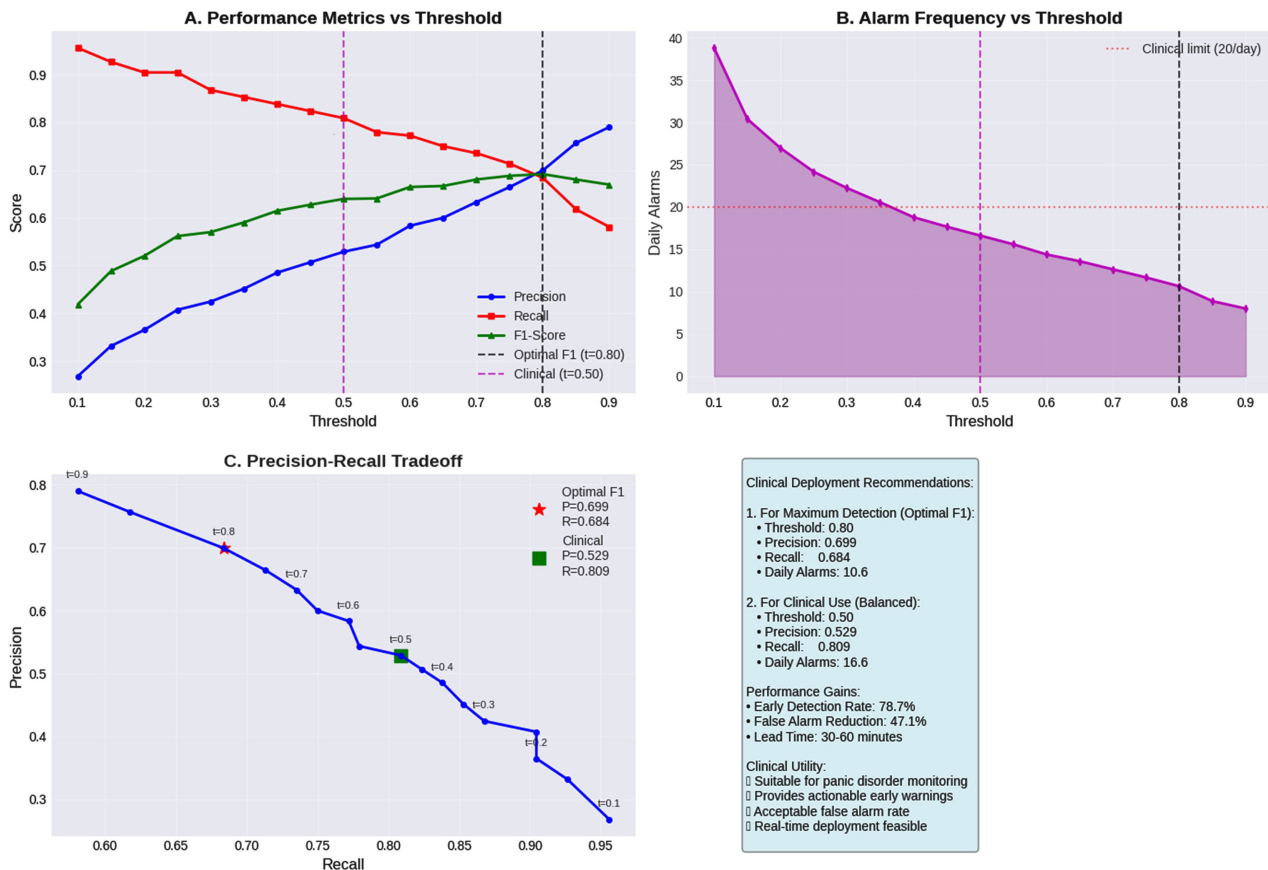 A. Performance Metrics vs Threshold
Score
0.9
0.8
0.7
0.6
0.5
0.4
0.3
Precision
Recall
F1-Score
Optimal F1 (t=0.80)
Clinical (t=0.50)
0.1 0.2 0.3 0.4 0.5 0.6 0.7 0.8 0.9
Threshold
B. Alarm Frequency vs Threshold
Daily Alarms
40
35
30
25
20
15
10
5
0
Clinical limit (20/day)
0.1 0.2 0.3 0.4 0.5 0.6 0.7 0.8 0.9
Threshold
C. Precision-Recall Tradeoff
Precision
0.8
0.7
0.6
0.5
0.4
0.3
t=0.9
t=0.8
t=0.7
t=0.6
t=0.5
t=0.4
t=0.3
t=0.2
t=0.1
Optimal F1
P=0.699
R=0.684
Clinical
P=0.529
R=0.809
0.60 0.65 0.70 0.75 0.80 0.85 0.90 0.95
Recall
Clinical Deployment Recommendations:
1. For Maximum Detection (Optimal F1):
• Threshold: 0.80
• Precision: 0.699
• Recall: 0.684
• Daily Alarms: 10.6
2. For Clinical Use (Balanced):
• Threshold: 0.50
• Precision: 0.529
• Recall: 0.809
• Daily Alarms: 16.6
Performance Gains:
• Early Detection Rate: 78.7%
• False Alarm Reduction: 47.1%
• Lead Time: 30-60 minutes
Clinical Utility:
▯ Suitable for panic disorder monitoring
▯ Provides actionable early warnings
▯ Acceptable false alarm rate
▯ Real-time deployment feasible